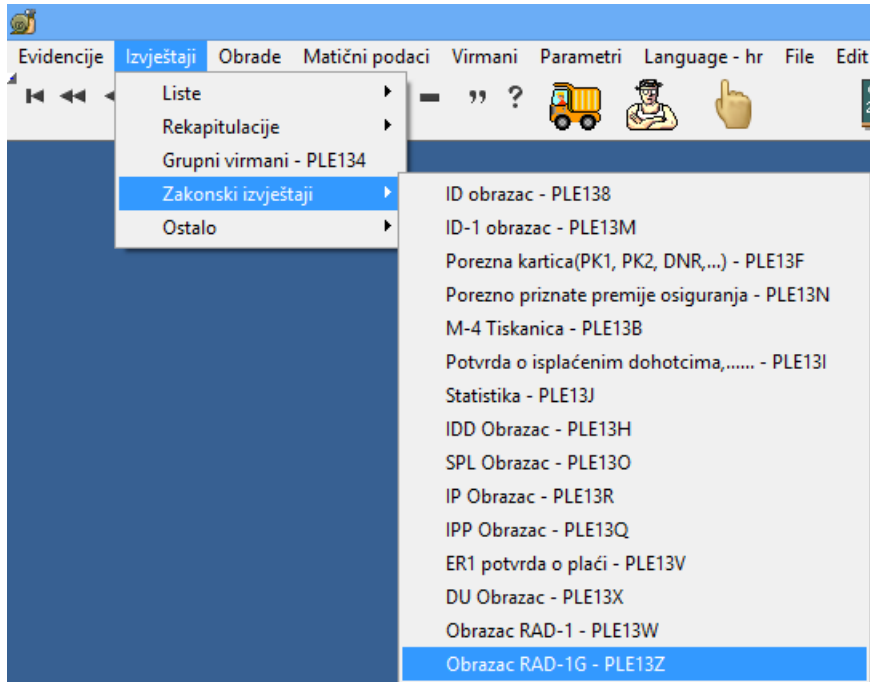 Evidencije Izvještaji Obrade Matični podaci Virmani Parametri Language - hr File Edit
Liste
Rekapitulacije
Grupni virmani - PLE134
Zakonski izvještaji
Ostalo
ID obrazac - PLE138
ID-1 obrazac - PLE13M
Porezna kartica(PK1, PK2, DNR,...) - PLE13F
Porezno priznate premije osiguranja - PLE13N
M-4 Tiskanica - PLE13B
Potvrda o isplaćenim dohotcima,...... - PLE13I
Statistika - PLE13J
IDD Obrazac - PLE13H
SPL Obrazac - PLE13O
IP Obrazac - PLE13R
IPP Obrazac - PLE13Q
ER1 potvrda o plaći - PLE13V
DU Obrazac - PLE13X
Obrazac RAD-1 - PLE13W
Obrazac RAD-1G - PLE13Z